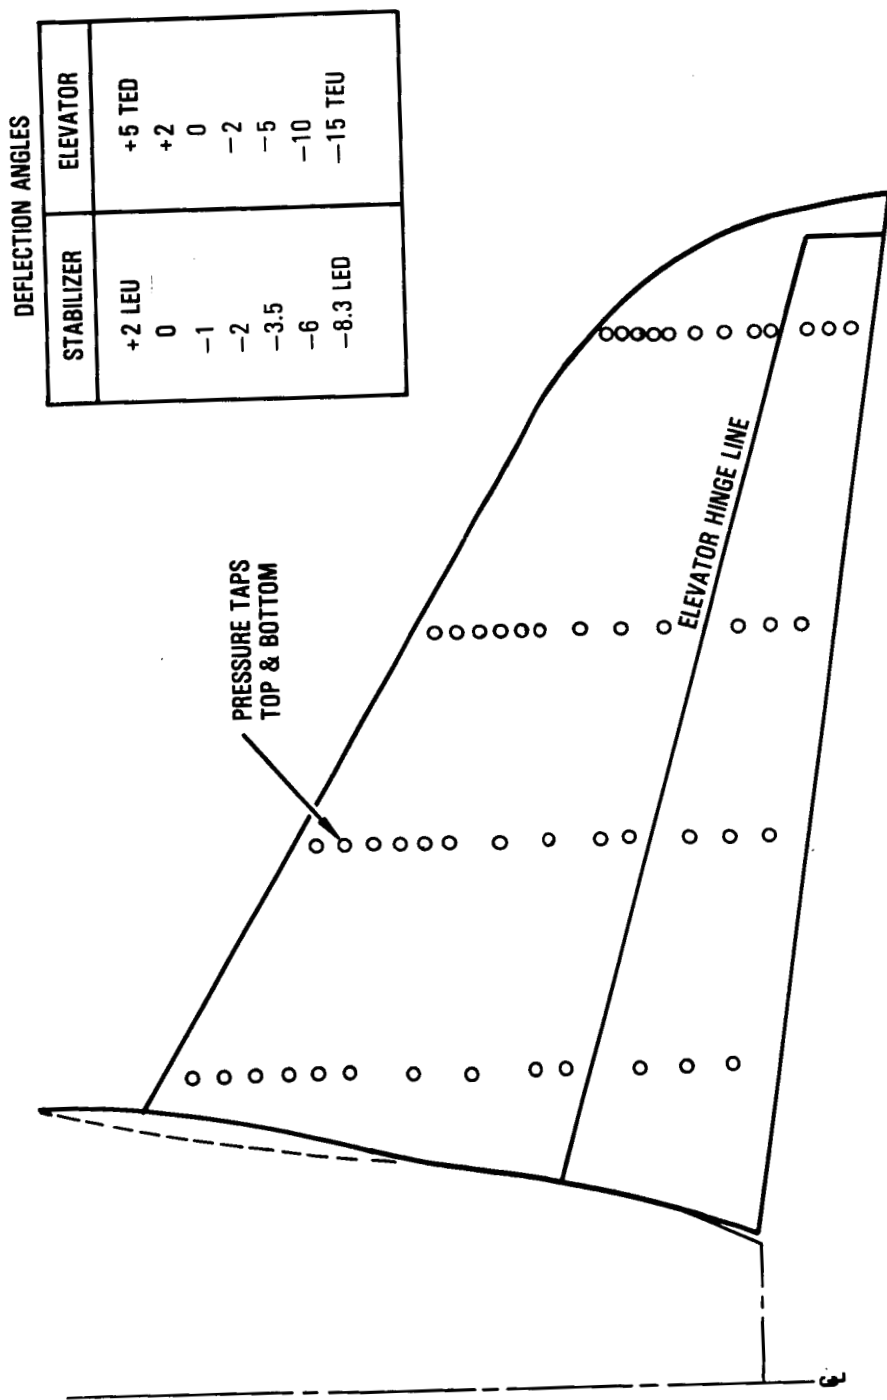 DEFLECTION ANGLES
STABILIZER ELEVATOR
+2 LEU +5 TED
0 +2
−1 0
−2 −2
−3.5 −5
−6 −10
−8.3 LED −15 TEU
PRESSURE TAPS
TOP & BOTTOM
ELEVATOR HINGE LINE
℄